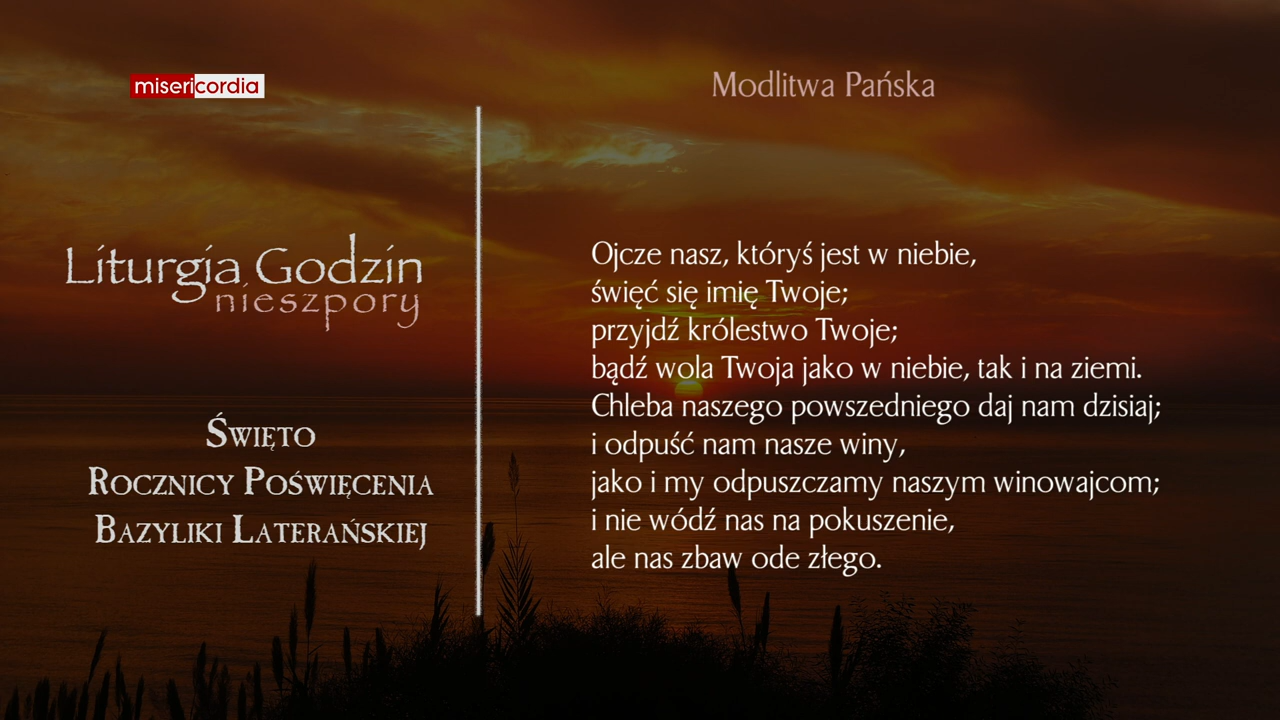 misericordia
Liturgia Godzin
nieszpory
Święto
Rocznicy Poświęcenia
Bazyliki Laterańskiej
Modlitwa Pańska
Ojcze nasz, któryś jest w niebie,
święć się imię Twoje;
przyjdź królestwo Twoje;
bądź wola Twoja jako w niebie, tak i na ziemi.
Chleba naszego powszedniego daj nam dzisiaj;
i odpuść nam nasze winy,
jako i my odpuszczamy naszym winowajcom;
i nie wódź nas na pokuszenie,
ale nas zbaw ode złego.